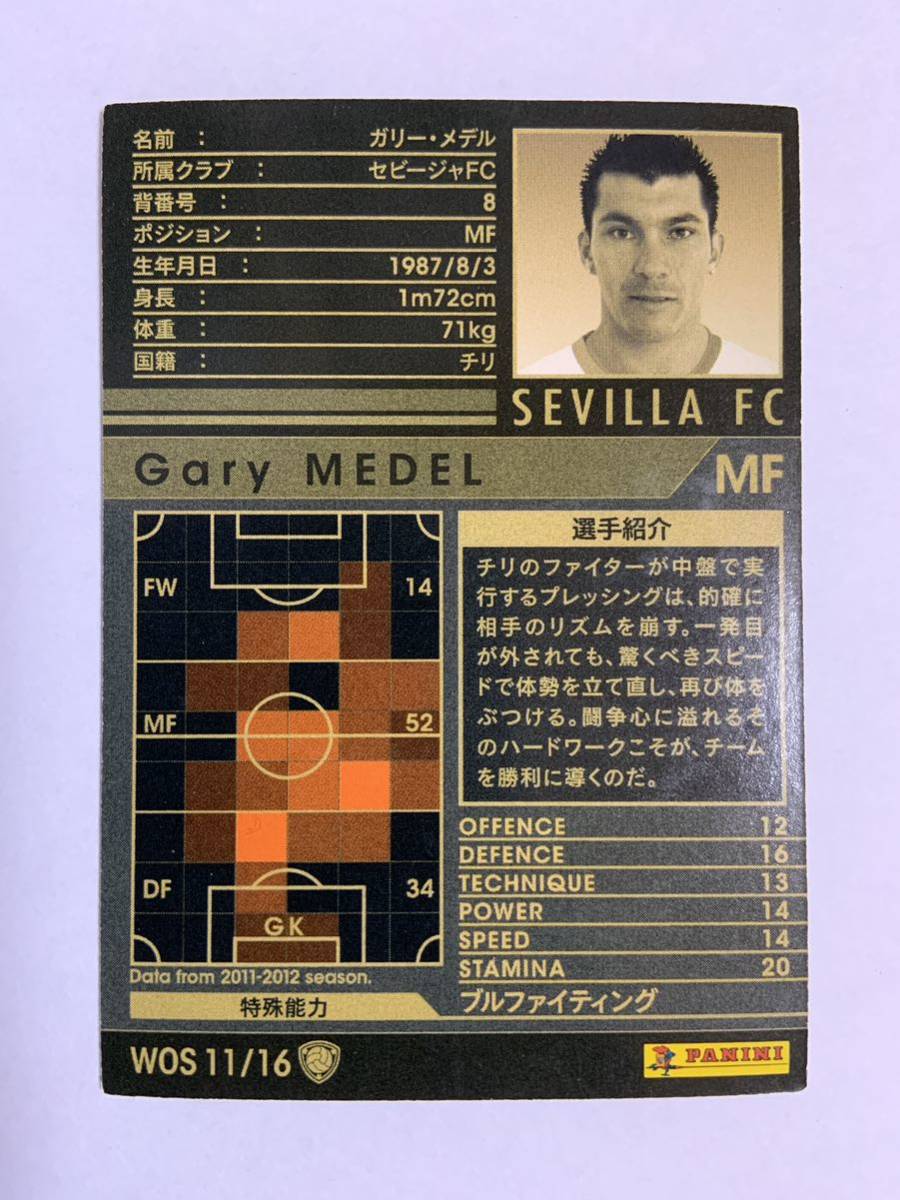 名前 : ガリー・メデル
所属クラブ : セビージャFC
背番号 : 8
ポジション : MF
生年月日 : 1987/8/3
身長 : 1m72cm
体重 : 71kg
国籍 : チリ
SEVILLA FC
Gary MEDEL MF
FW 14
MF 52
DF 34
GK
Data from 2011-2012 season.
選手紹介
チリのファイターが中盤で実
行するプレッシングは、的確に
相手のリズムを崩す。一発目
が外されても、驚くべきスピー
ドで体勢を立て直し、再び体を
ぶつける。闘争心に溢れるそ
のハードワークこそが、チーム
を勝利に導くのだ。
OFFENCE 12
DEFENCE 16
TECHNIQUE 13
POWER 14
SPEED 14
STAMINA 20
特殊能力 ブルファイティング
WOS 11/16
PANINI